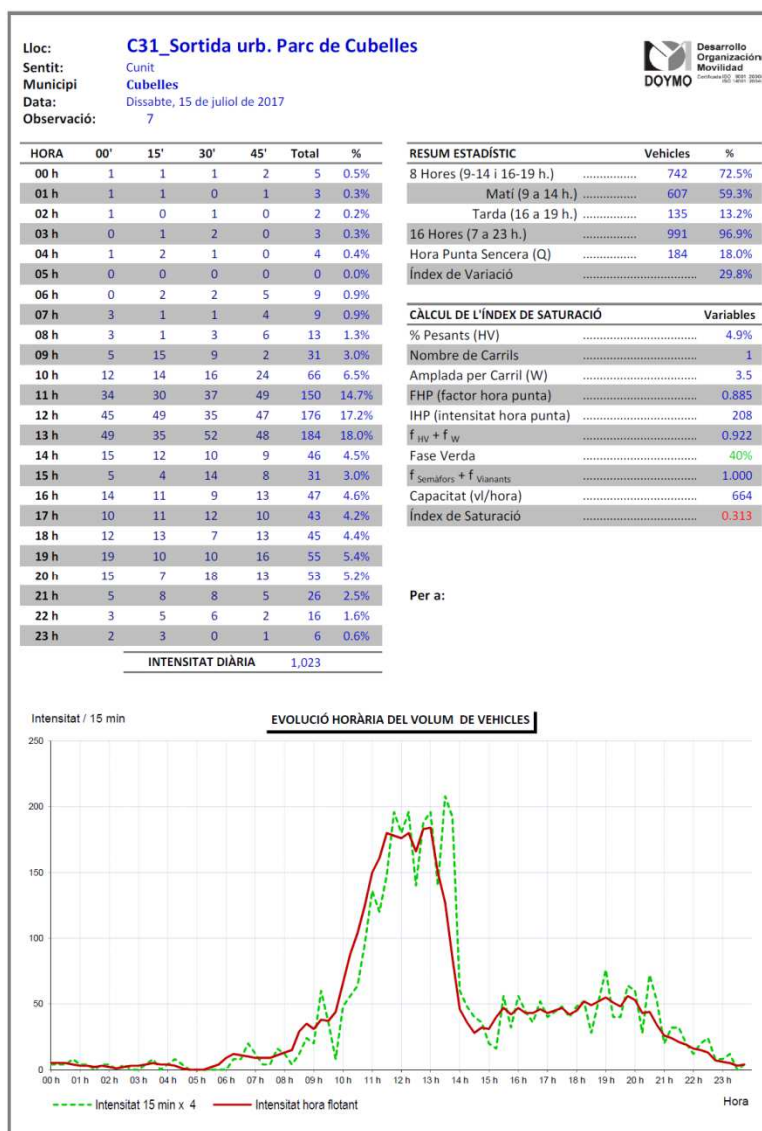 Lloc: C31_Sortida urb. Parc de Cubelles
Sentit: Cunit
Municipi Cubelles
Data: Dissabte, 15 de juliol de 2017
Observació: 7
DOYMO
Desarrollo
Organización
Movilidad
HORA 00' 15' 30' 45' Total %
00 h 1 1 1 2 5 0.5%
01 h 1 1 0 1 3 0.3%
02 h 1 0 1 0 2 0.2%
03 h 0 1 2 0 3 0.3%
04 h 1 2 1 0 4 0.4%
05 h 0 0 0 0 0 0.0%
06 h 0 2 2 5 9 0.9%
07 h 3 1 1 4 9 0.9%
08 h 3 1 3 6 13 1.3%
09 h 5 15 9 2 31 3.0%
10 h 12 14 16 24 66 6.5%
11 h 34 30 37 49 150 14.7%
12 h 45 49 35 47 176 17.2%
13 h 49 35 52 48 184 18.0%
14 h 15 12 10 9 46 4.5%
15 h 5 4 14 8 31 3.0%
16 h 14 11 9 13 47 4.6%
17 h 10 11 12 10 43 4.2%
18 h 12 13 7 13 45 4.4%
19 h 19 10 10 16 55 5.4%
20 h 15 7 18 13 53 5.2%
21 h 5 8 8 5 26 2.5%
22 h 3 5 6 2 16 1.6%
23 h 2 3 0 1 6 0.6%
INTENSITAT DIÀRIA 1,023
RESUM ESTADÍSTIC Vehicles %
8 Hores (9-14 i 16-19 h.) ................ 742 72.5%
Matí (9 a 14 h.) ................ 607 59.3%
Tarda (16 a 19 h.) ................ 135 13.2%
16 Hores (7 a 23 h.) ................ 991 96.9%
Hora Punta Sencera (Q) ................ 184 18.0%
Índex de Variació .................................. 29.8%
CÀLCUL DE L'ÍNDEX DE SATURACIÓ Variables
% Pesants (HV) .................................. 4.9%
Nombre de Carrils .................................. 1
Amplada per Carril (W) .................................. 3.5
FHP (factor hora punta) .................................. 0.885
IHP (intensitat hora punta) .................................. 208
f HV + f W .................................. 0.922
Fase Verda .................................. 40%
f Semàfors + f Vianants .................................. 1.000
Capacitat (vl/hora) .................................. 664
Índex de Saturació .................................. 0.313
Per a:
Intensitat / 15 min
EVOLUCIÓ HORÀRIA DEL VOLUM DE VEHICLES
250
200
150
100
50
0
00 h 01 h 02 h 03 h 04 h 05 h 06 h 07 h 08 h 09 h 10 h 11 h 12 h 13 h 14 h 15 h 16 h 17 h 18 h 19 h 20 h 21 h 22 h 23 h
Intensitat 15 min x 4 Intensitat hora flotant Hora